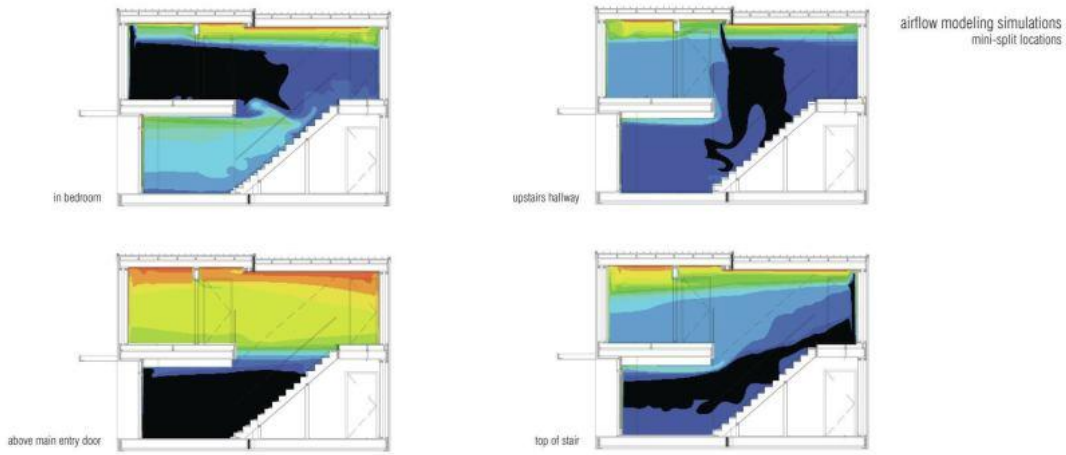 airflow modeling simulations
mini-split locations
in bedroom
upstairs hallway
above main entry door
top of stair